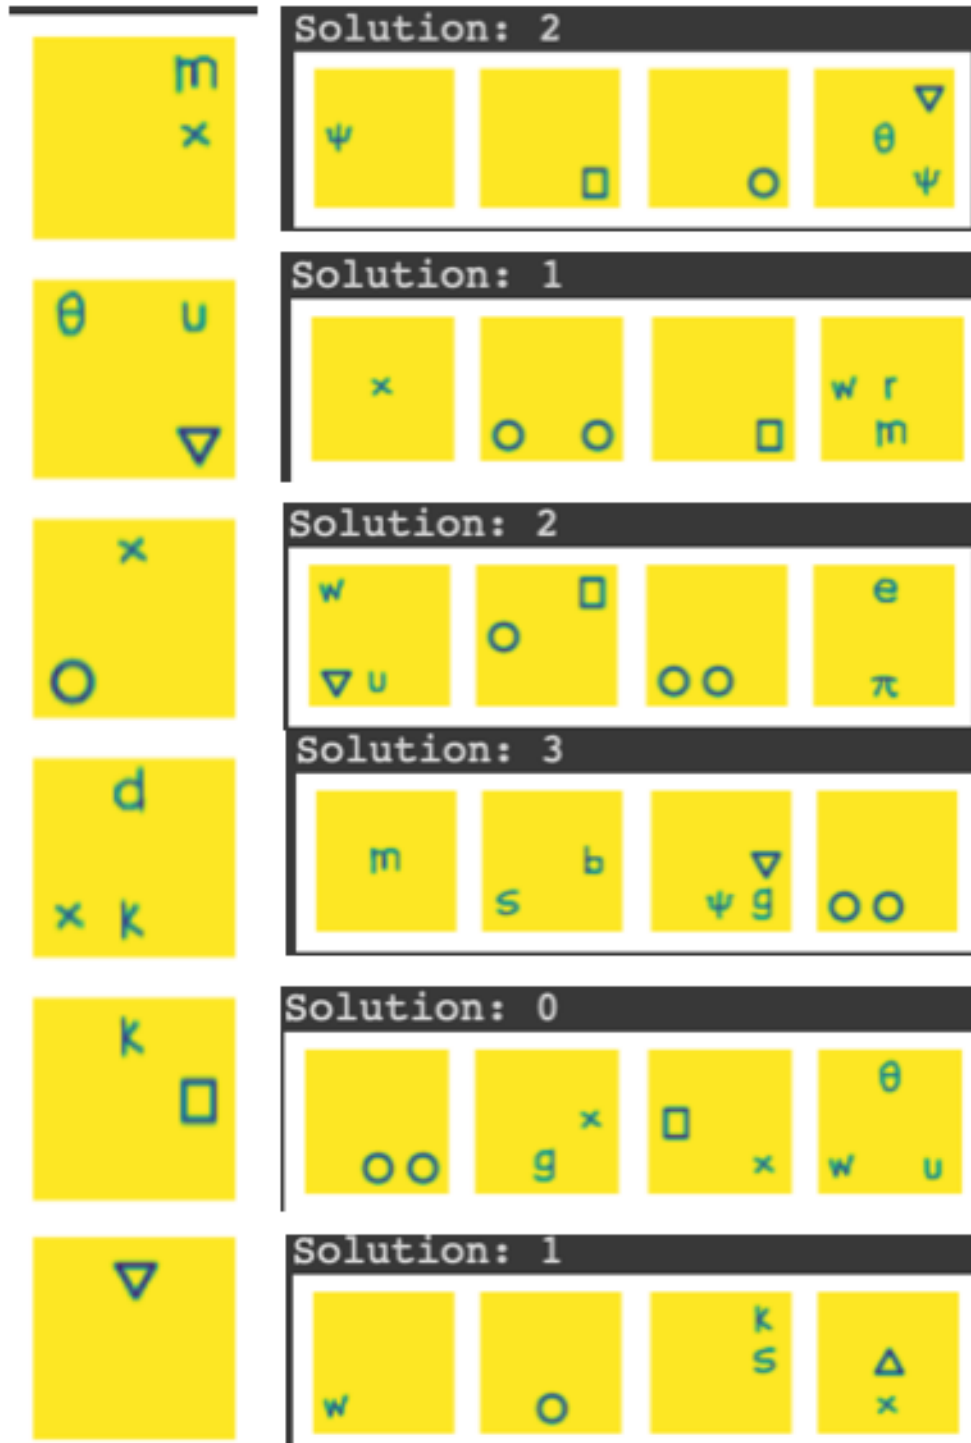 m
x
Solution: 2
ψ
□
○
▽
θ
ψ
θ u
▽
Solution: 1
x
○ ○
□
w r
m
x
○
Solution: 2
w
▽ u
□
○
○ ○
e
π
d
x k
Solution: 3
m
b
s
▽
ψ g
○ ○
k
□
Solution: 0
○ ○
x
g
□
x
θ
w u
▽
Solution: 1
w
○
k
s
△
x